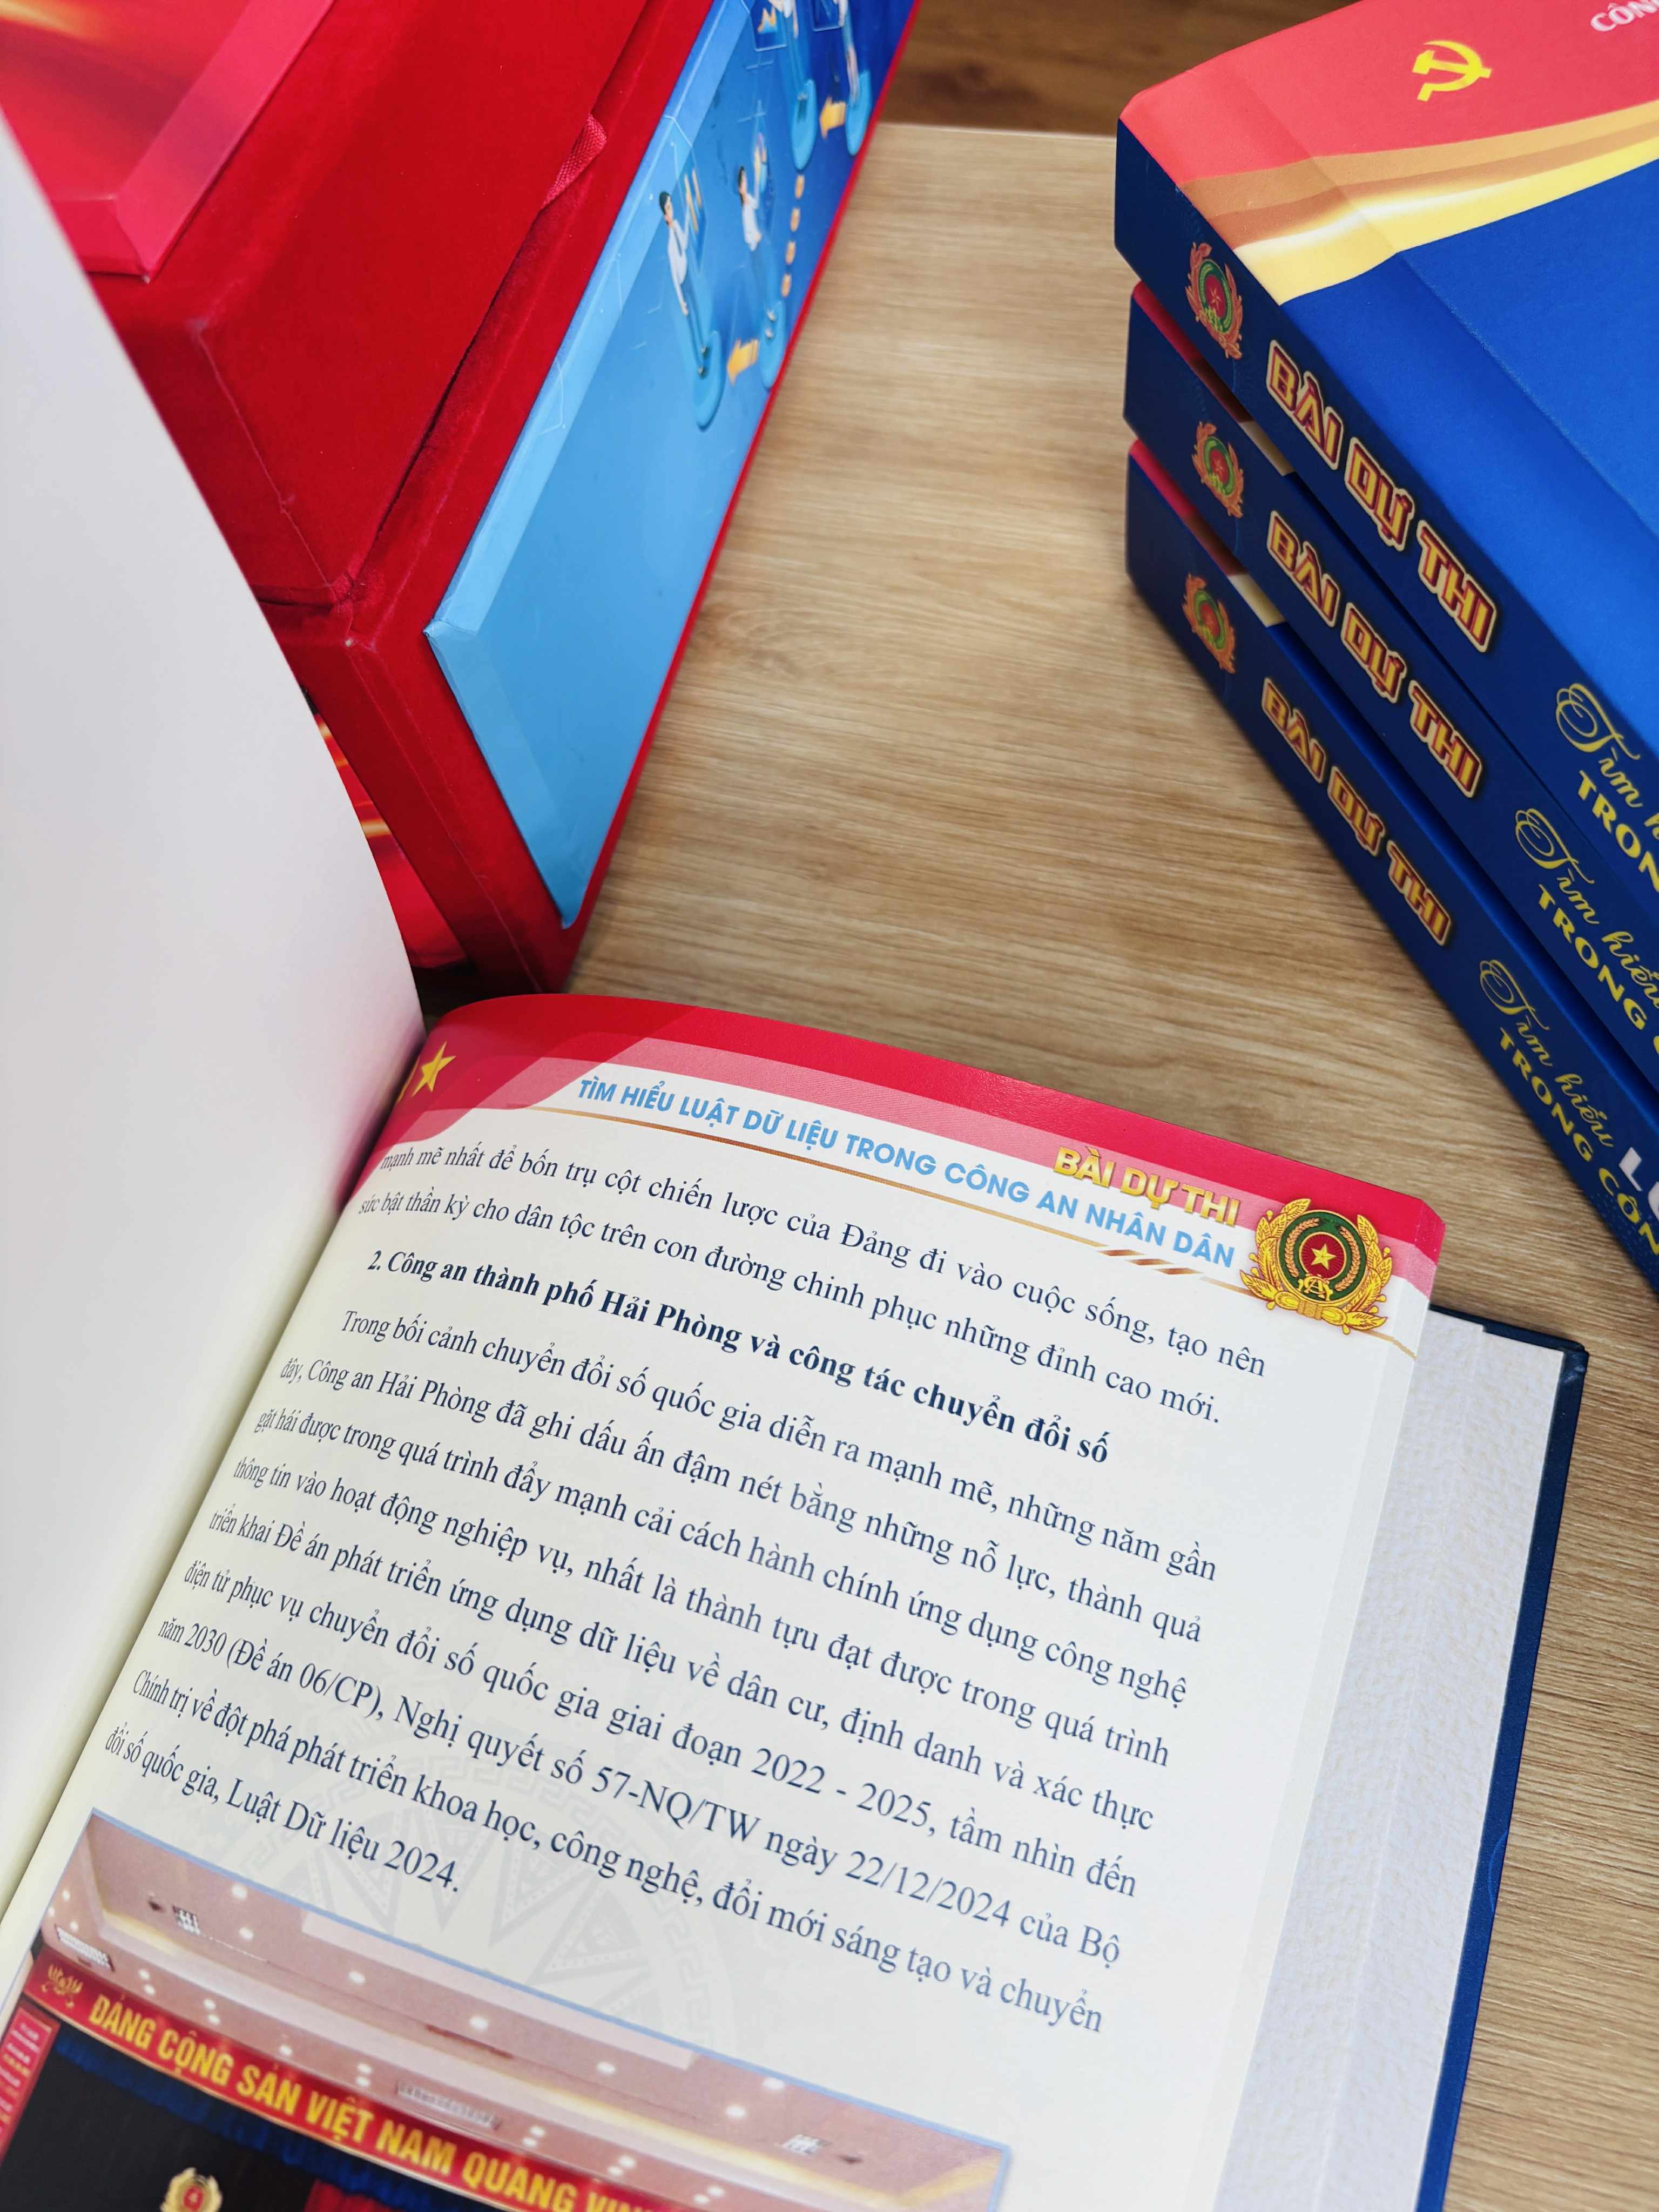 CÔN
BÀI DỰ THI
Tìm h
TRON
BÀI DỰ THI
Tìm hiểu
TRONG
BÀI DỰ THI
Tìm hiểu
TRONG CÔN
BÀI DỰ THI
TÌM HIỂU LUẬT DỮ LIỆU TRONG CÔNG AN NHÂN DÂN
mạnh mẽ nhất để bốn trụ cột chiến lược của Đảng đi vào cuộc sống, tạo nên
sức bật thần kỳ cho dân tộc trên con đường chinh phục những đỉnh cao mới.
2. Công an thành phố Hải Phòng và công tác chuyển đổi số
Trong bối cảnh chuyển đổi số quốc gia diễn ra mạnh mẽ, những năm gần
đây, Công an Hải Phòng đã ghi dấu ấn đậm nét bằng những nỗ lực, thành quả
gặt hái được trong quá trình đẩy mạnh cải cách hành chính ứng dụng công nghệ
thông tin vào hoạt động nghiệp vụ, nhất là thành tựu đạt được trong quá trình
triển khai Đề án phát triển ứng dụng dữ liệu về dân cư, định danh và xác thực
điện tử phục vụ chuyển đổi số quốc gia giai đoạn 2022 - 2025, tầm nhìn đến
năm 2030 (Đề án 06/CP), Nghị quyết số 57-NQ/TW ngày 22/12/2024 của Bộ
Chính trị về đột phá phát triển khoa học, công nghệ, đổi mới sáng tạo và chuyển
đổi số quốc gia, Luật Dữ liệu 2024.
ĐẢNG CỘNG SẢN VIỆT NAM QUANG VIN